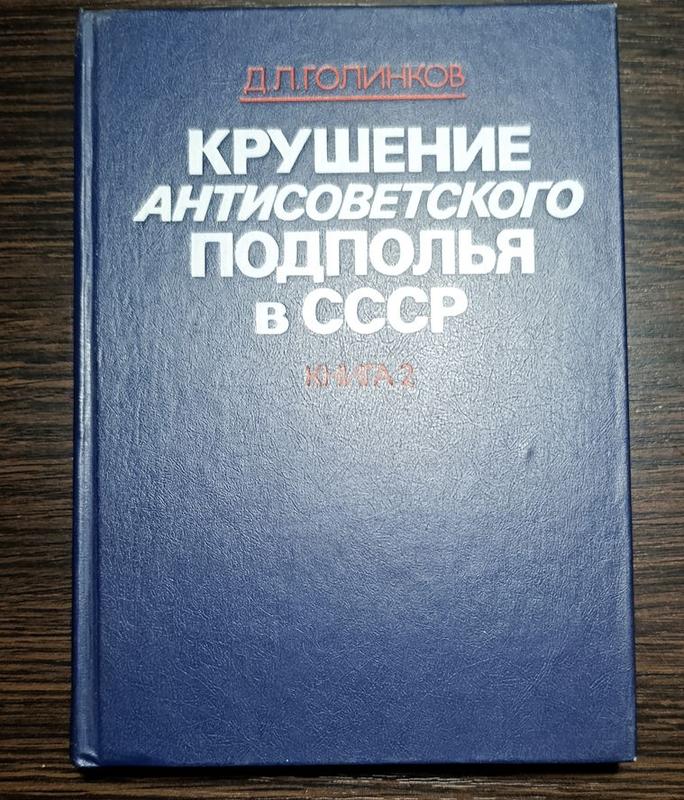 Д.Л.ГОЛИНКОВ
КРУШЕНИЕ
АНТИСОВЕТСКОГО
ПОДПОЛЬЯ
в СССР
КНИГА 2